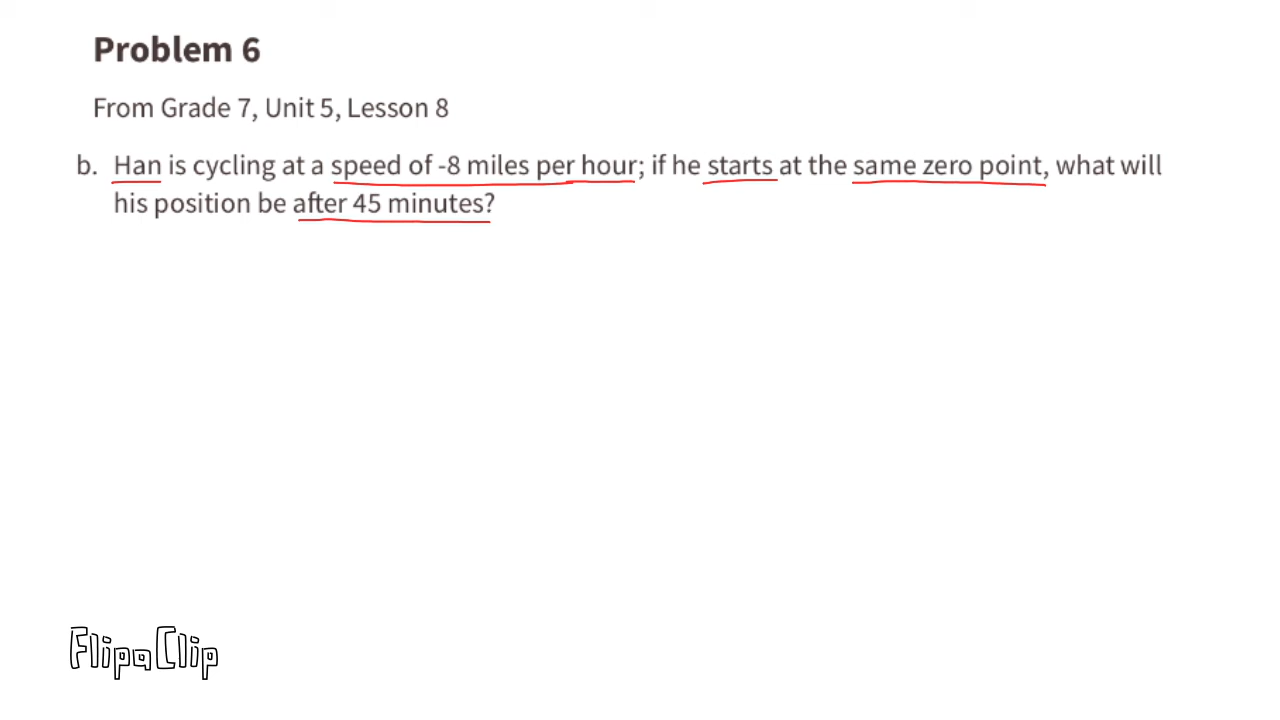 Problem 6
From Grade 7, Unit 5, Lesson 8
b. Han is cycling at a speed of -8 miles per hour; if he starts at the same zero point, what will
his position be after 45 minutes?
FlipaClip